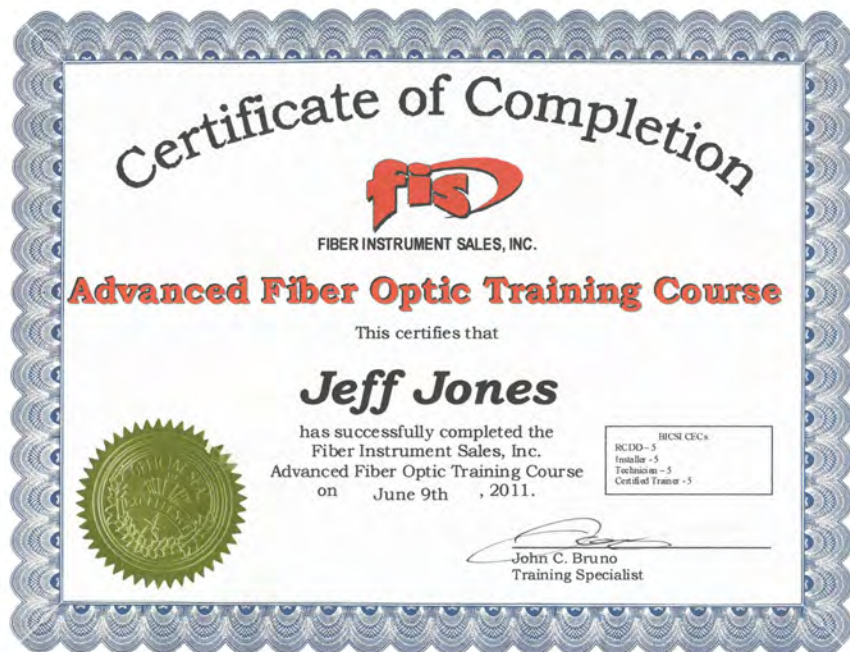 Certificate of Completion
fis
FIBER INSTRUMENT SALES, INC.
Advanced Fiber Optic Training Course
This certifies that
Jeff Jones
has successfully completed the
Fiber Instrument Sales, Inc.
Advanced Fiber Optic Training Course
on June 9th , 2011.
BICSI CECs
RCDD - 5
Installer - 5
Technician - 5
Certified Trainer - 5
John C. Bruno
Training Specialist